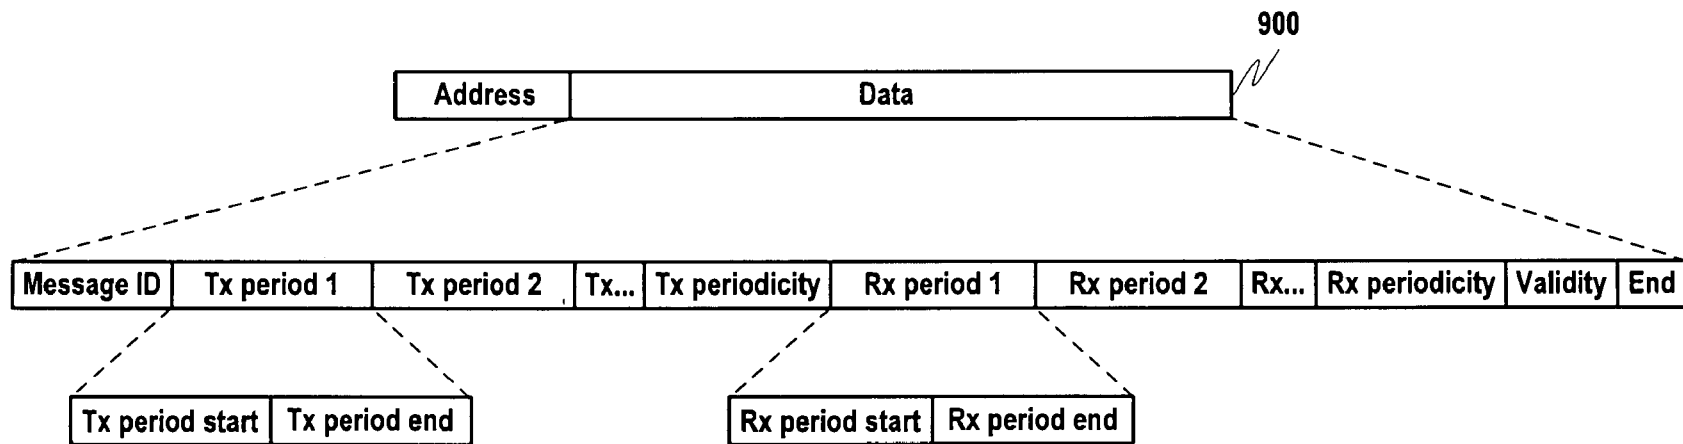 900
Address Data
Message ID Tx period 1 Tx period 2 Tx... Tx periodicity Rx period 1 Rx period 2 Rx... Rx periodicity Validity End
Tx period start Tx period end Rx period start Rx period end